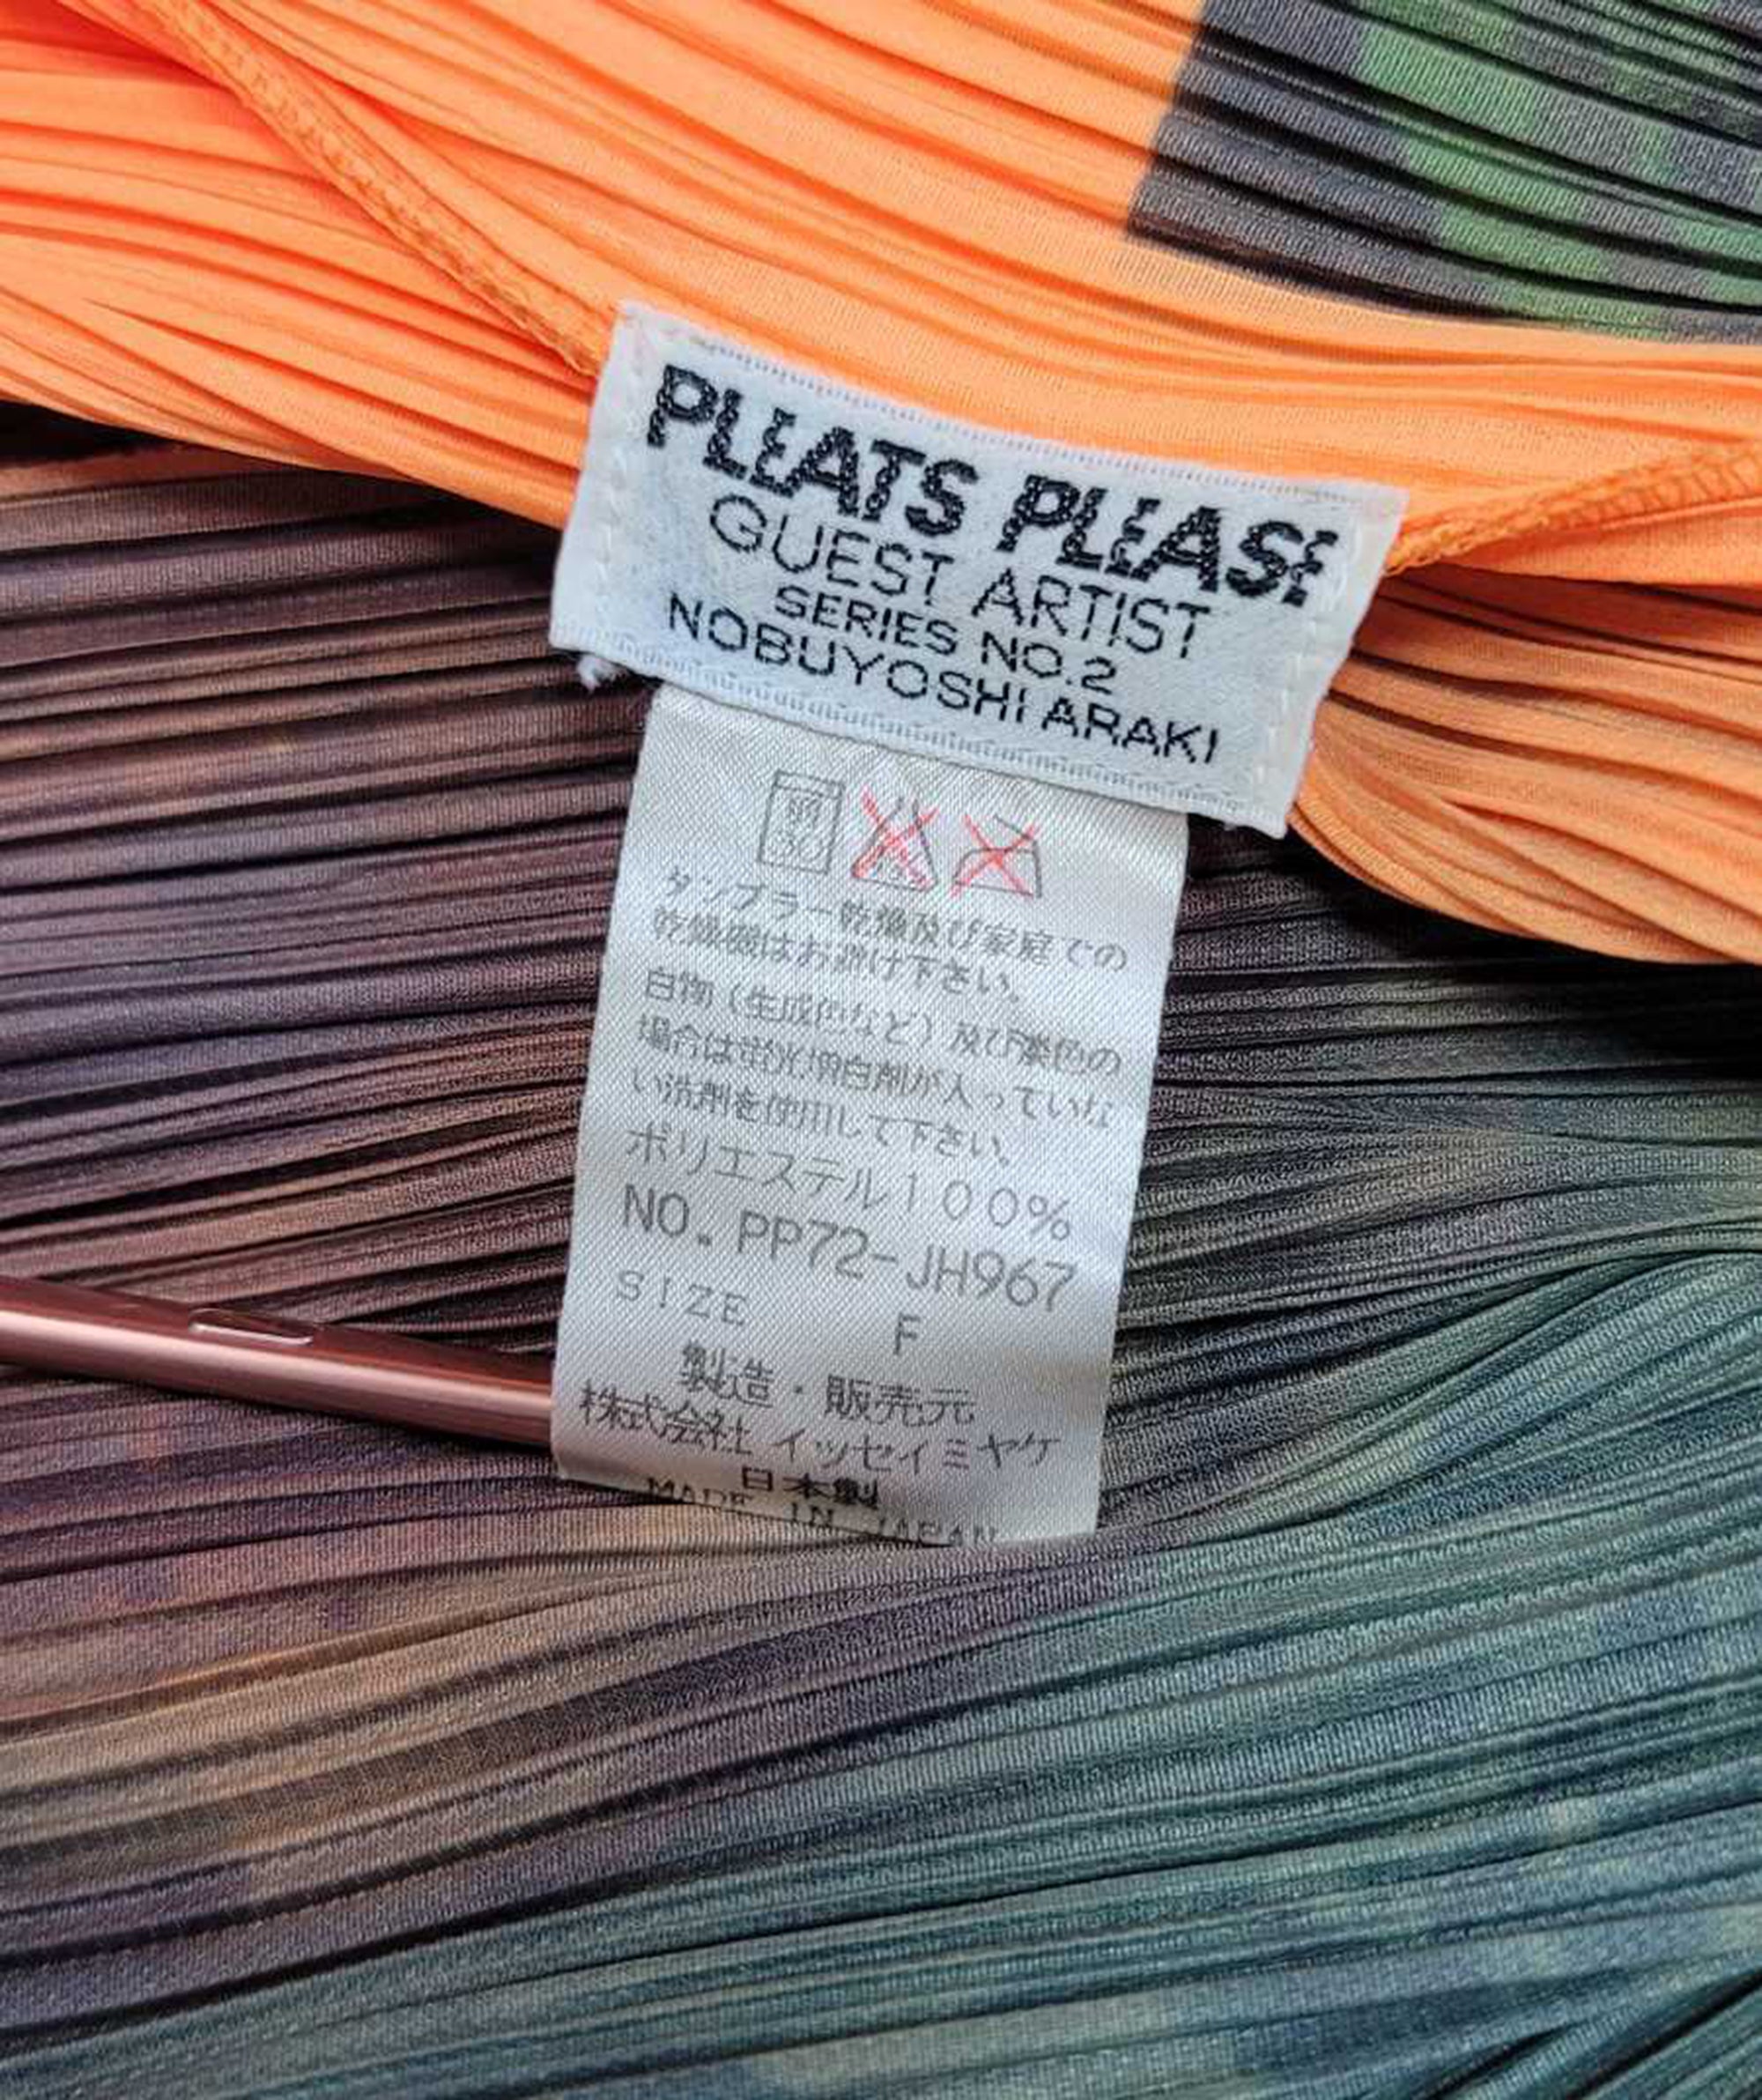 PLEATS PLEASE
GUEST ARTIST
SERIES NO.2
NOBUYOSHI ARAKI
30
タンブラー乾燥及び家庭での
乾燥機はお避け下さい。
白物（生成色など）及び淡色の
場合は蛍光増白剤が入っていな
い洗剤を使用して下さい。
ポリエステル100%
NO. PP72-JH967
SIZE F
製造・販売元
株式会社 イッセイミヤケ
日本製
MADE IN JAPAN